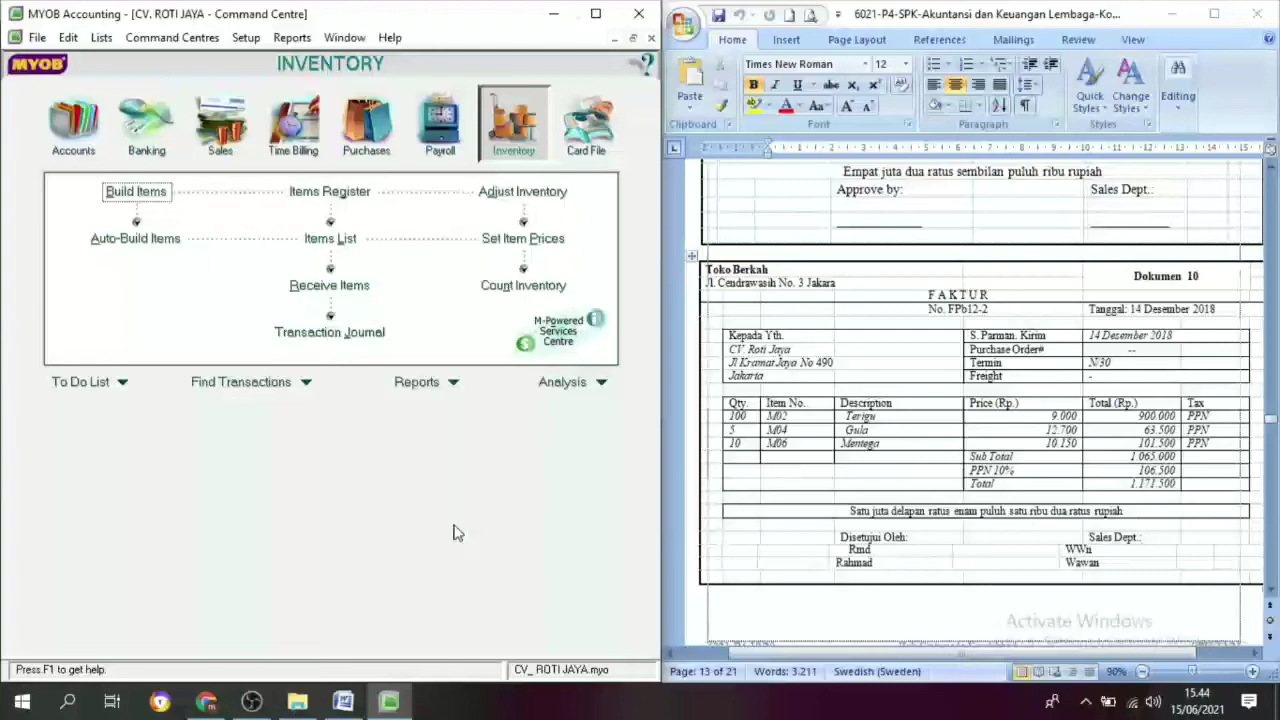 MYOB Accounting - [CV. ROTI JAYA - Command Centre]
File Edit Lists Command Centres Setup Reports Window Help
MYOB INVENTORY
Accounts Banking Sales Time Billing Purchases Payroll Inventory Card File
Build Items Items Register Adjust Inventory
Auto-Build Items Items List Set Item Prices
Receive Items Count Inventory
Transaction Journal
M-Powered
Services
Centre
To Do List Find Transactions Reports Analysis
Press F1 to get help. CV_ ROTI JAYA.myo
6021-P4-SPK-Akuntansi dan Keuangan Lembaga-Ko...
Home Insert Page Layout References Mailings Review View
Times New Roman 12
Paste Quick Styles Change Styles Editing
Clipboard Font Paragraph Styles
Empat juta dua ratus sembilan puluh ribu rupiah
Approve by: Sales Dept.:
Toko Berkah Dokumen 10
Jl. Cendrawasih No. 3 Jakara
F A K T U R
No. FPb12-2 Tanggal: 14 Desember 2018
Kepada Yth. S. Parman. Kirim 14 Desember 2018
CV. Roti Jaya Purchase Order# --
Jl Kramat Jaya No 490 Termin N/30
Jakarta Freight -
Qty. Item No. Description Price (Rp.) Total (Rp.) Tax
100 M02 Terigu 9.000 900.000 PPN
5 M04 Gula 12.700 63.500 PPN
10 M06 Mentega 10.150 101.500 PPN
Sub Total 1.065.000
PPN 10% 106.500
Total 1.171.500
Satu juta delapan ratus enam puluh satu ribu dua ratus rupiah
Disetujui Oleh: Sales Dept.:
Rmd WWn
Rahmad Wawan
Activate Windows
Page: 13 of 21 Words: 3.211 Swedish (Sweden) 90%
15.44
15/06/2021